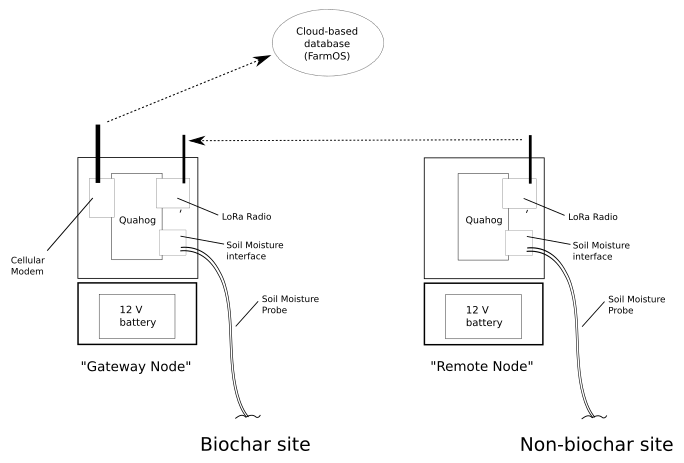 Cloud-based
database
(FarmOS)
Quahog
LoRa Radio
Soil Moisture
interface
Cellular
Modem
12 V
battery
Soil Moisture
Probe
"Gateway Node"
Biochar site
Quahog
LoRa Radio
Soil Moisture
interface
12 V
battery
Soil Moisture
Probe
"Remote Node"
Non-biochar site